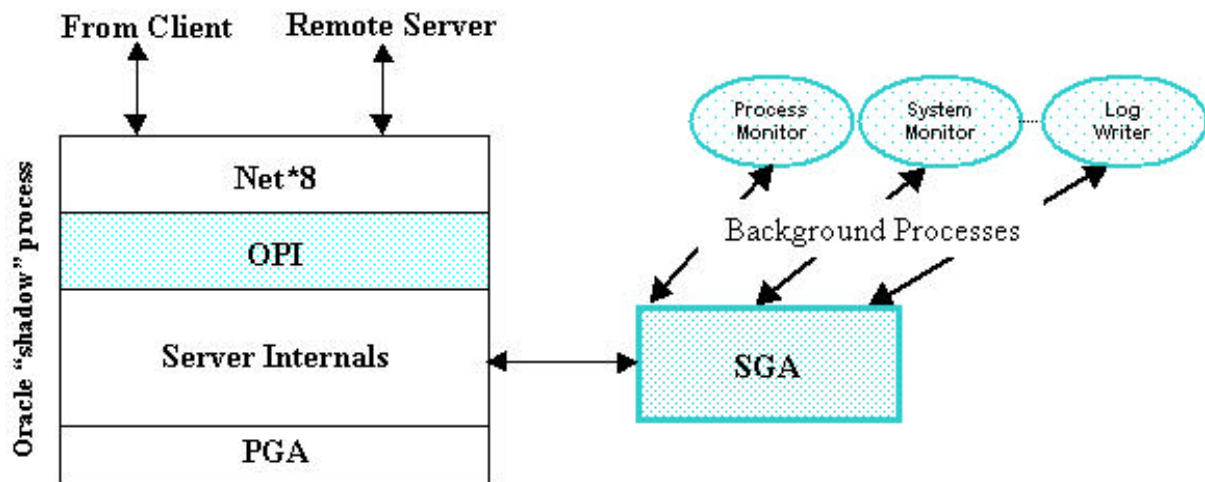 From Client
Remote Server
Process
Monitor
System
Monitor
Log
Writer
Oracle “shadow” process
Net*8
OPI
Background Processes
Server Internals
SGA
PGA